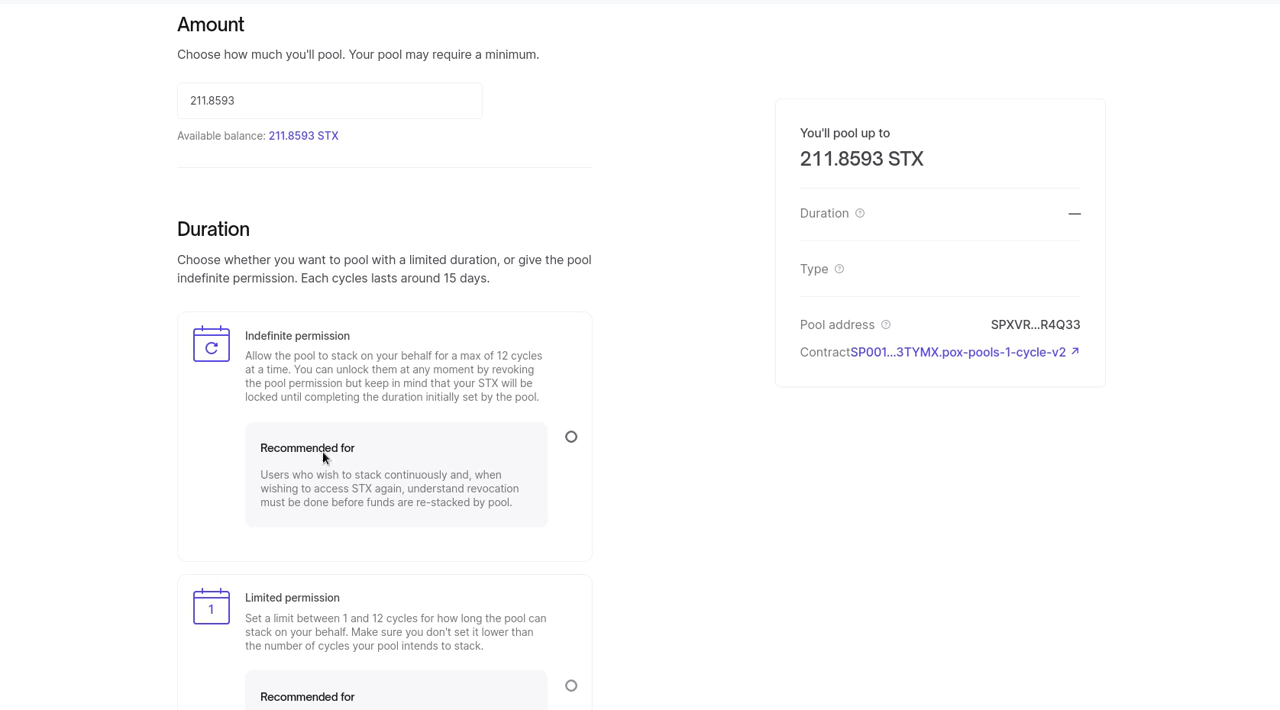 Amount
Choose how much you'll pool. Your pool may require a minimum.
211.8593
Available balance: 211.8593 STX
Duration
Choose whether you want to pool with a limited duration, or give the pool
indefinite permission. Each cycles lasts around 15 days.
Indefinite permission
Allow the pool to stack on your behalf for a max of 12 cycles
at a time. You can unlock them at any moment by revoking
the pool permission but keep in mind that your STX will be
locked until completing the duration initially set by the pool.
Recommended for
Users who wish to stack continuously and, when
wishing to access STX again, understand revocation
must be done before funds are re-stacked by pool.
1
Limited permission
Set a limit between 1 and 12 cycles for how long the pool can
stack on your behalf. Make sure you don't set it lower than
the number of cycles your pool intends to stack.
Recommended for
You'll pool up to
211.8593 STX
Duration ? —
Type ?
Pool address ? SPXVR...R4Q33
ContractSP001...3TYMX.pox-pools-1-cycle-v2 ↗